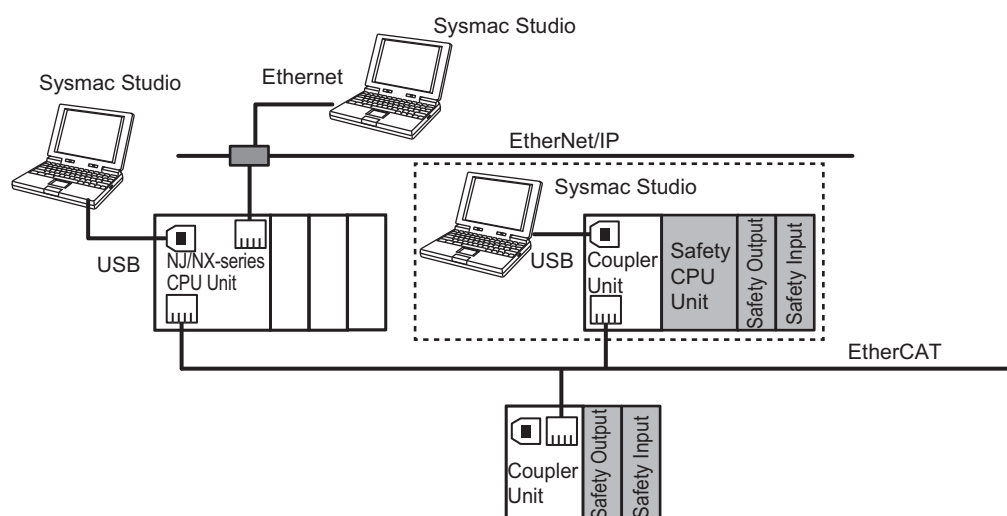 Sysmac Studio
Sysmac Studio
Ethernet
EtherNet/IP
Sysmac Studio
USB
NJ/NX-series
CPU Unit
USB
Coupler
Unit
Safety
CPU
Unit
Safety Output
Safety Input
EtherCAT
Coupler
Unit
Safety Output
Safety Input